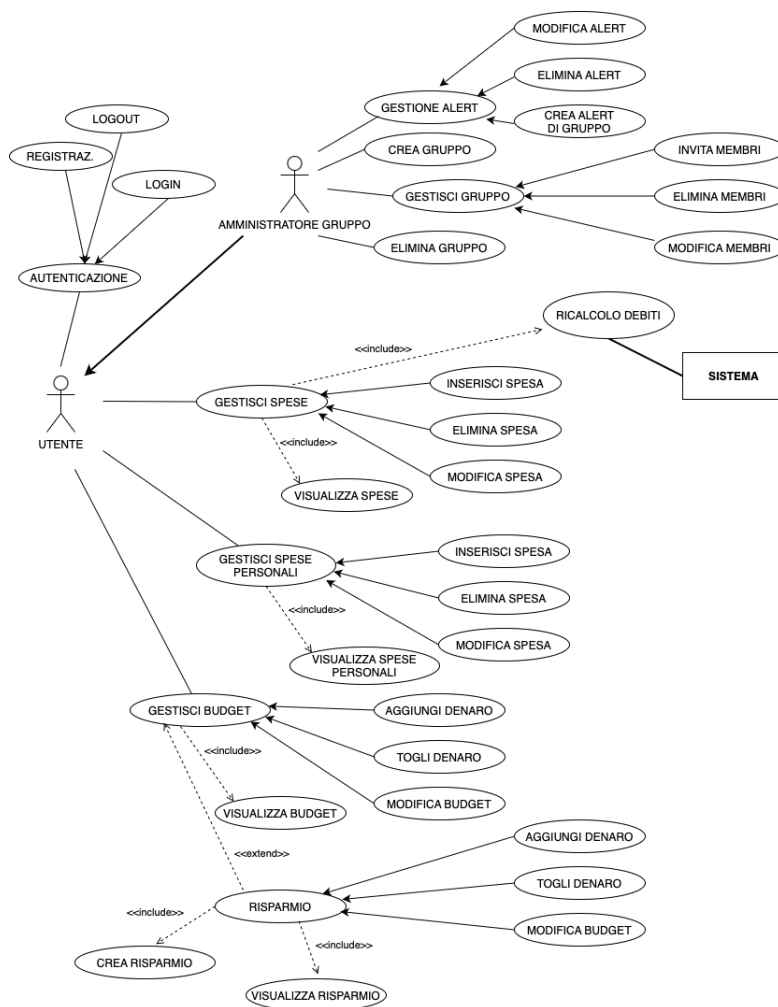 MODIFICA ALERT
ELIMINA ALERT
GESTIONE ALERT
CREA ALERT
DI GRUPPO
LOGOUT
REGISTRAZ.
LOGIN
CREA GRUPPO
INVITA MEMBRI
GESTISCI GRUPPO
ELIMINA MEMBRI
AMMINISTRATORE GRUPPO
ELIMINA GRUPPO
MODIFICA MEMBRI
AUTENTICAZIONE
RICALCOLO DEBITI
<<include>>
SISTEMA
INSERISCI SPESA
GESTISCI SPESE
ELIMINA SPESA
UTENTE
<<include>>
MODIFICA SPESA
VISUALIZZA SPESE
INSERISCI SPESA
GESTISCI SPESE
PERSONALI
ELIMINA SPESA
<<include>>
MODIFICA SPESA
VISUALIZZA SPESE
PERSONALI
GESTISCI BUDGET
AGGIUNGI DENARO
<<include>>
TOGLI DENARO
MODIFICA BUDGET
VISUALIZZA BUDGET
AGGIUNGI DENARO
<<extend>>
TOGLI DENARO
RISPARMIO
<<include>>
MODIFICA BUDGET
<<include>>
CREA RISPARMIO
VISUALIZZA RISPARMIO